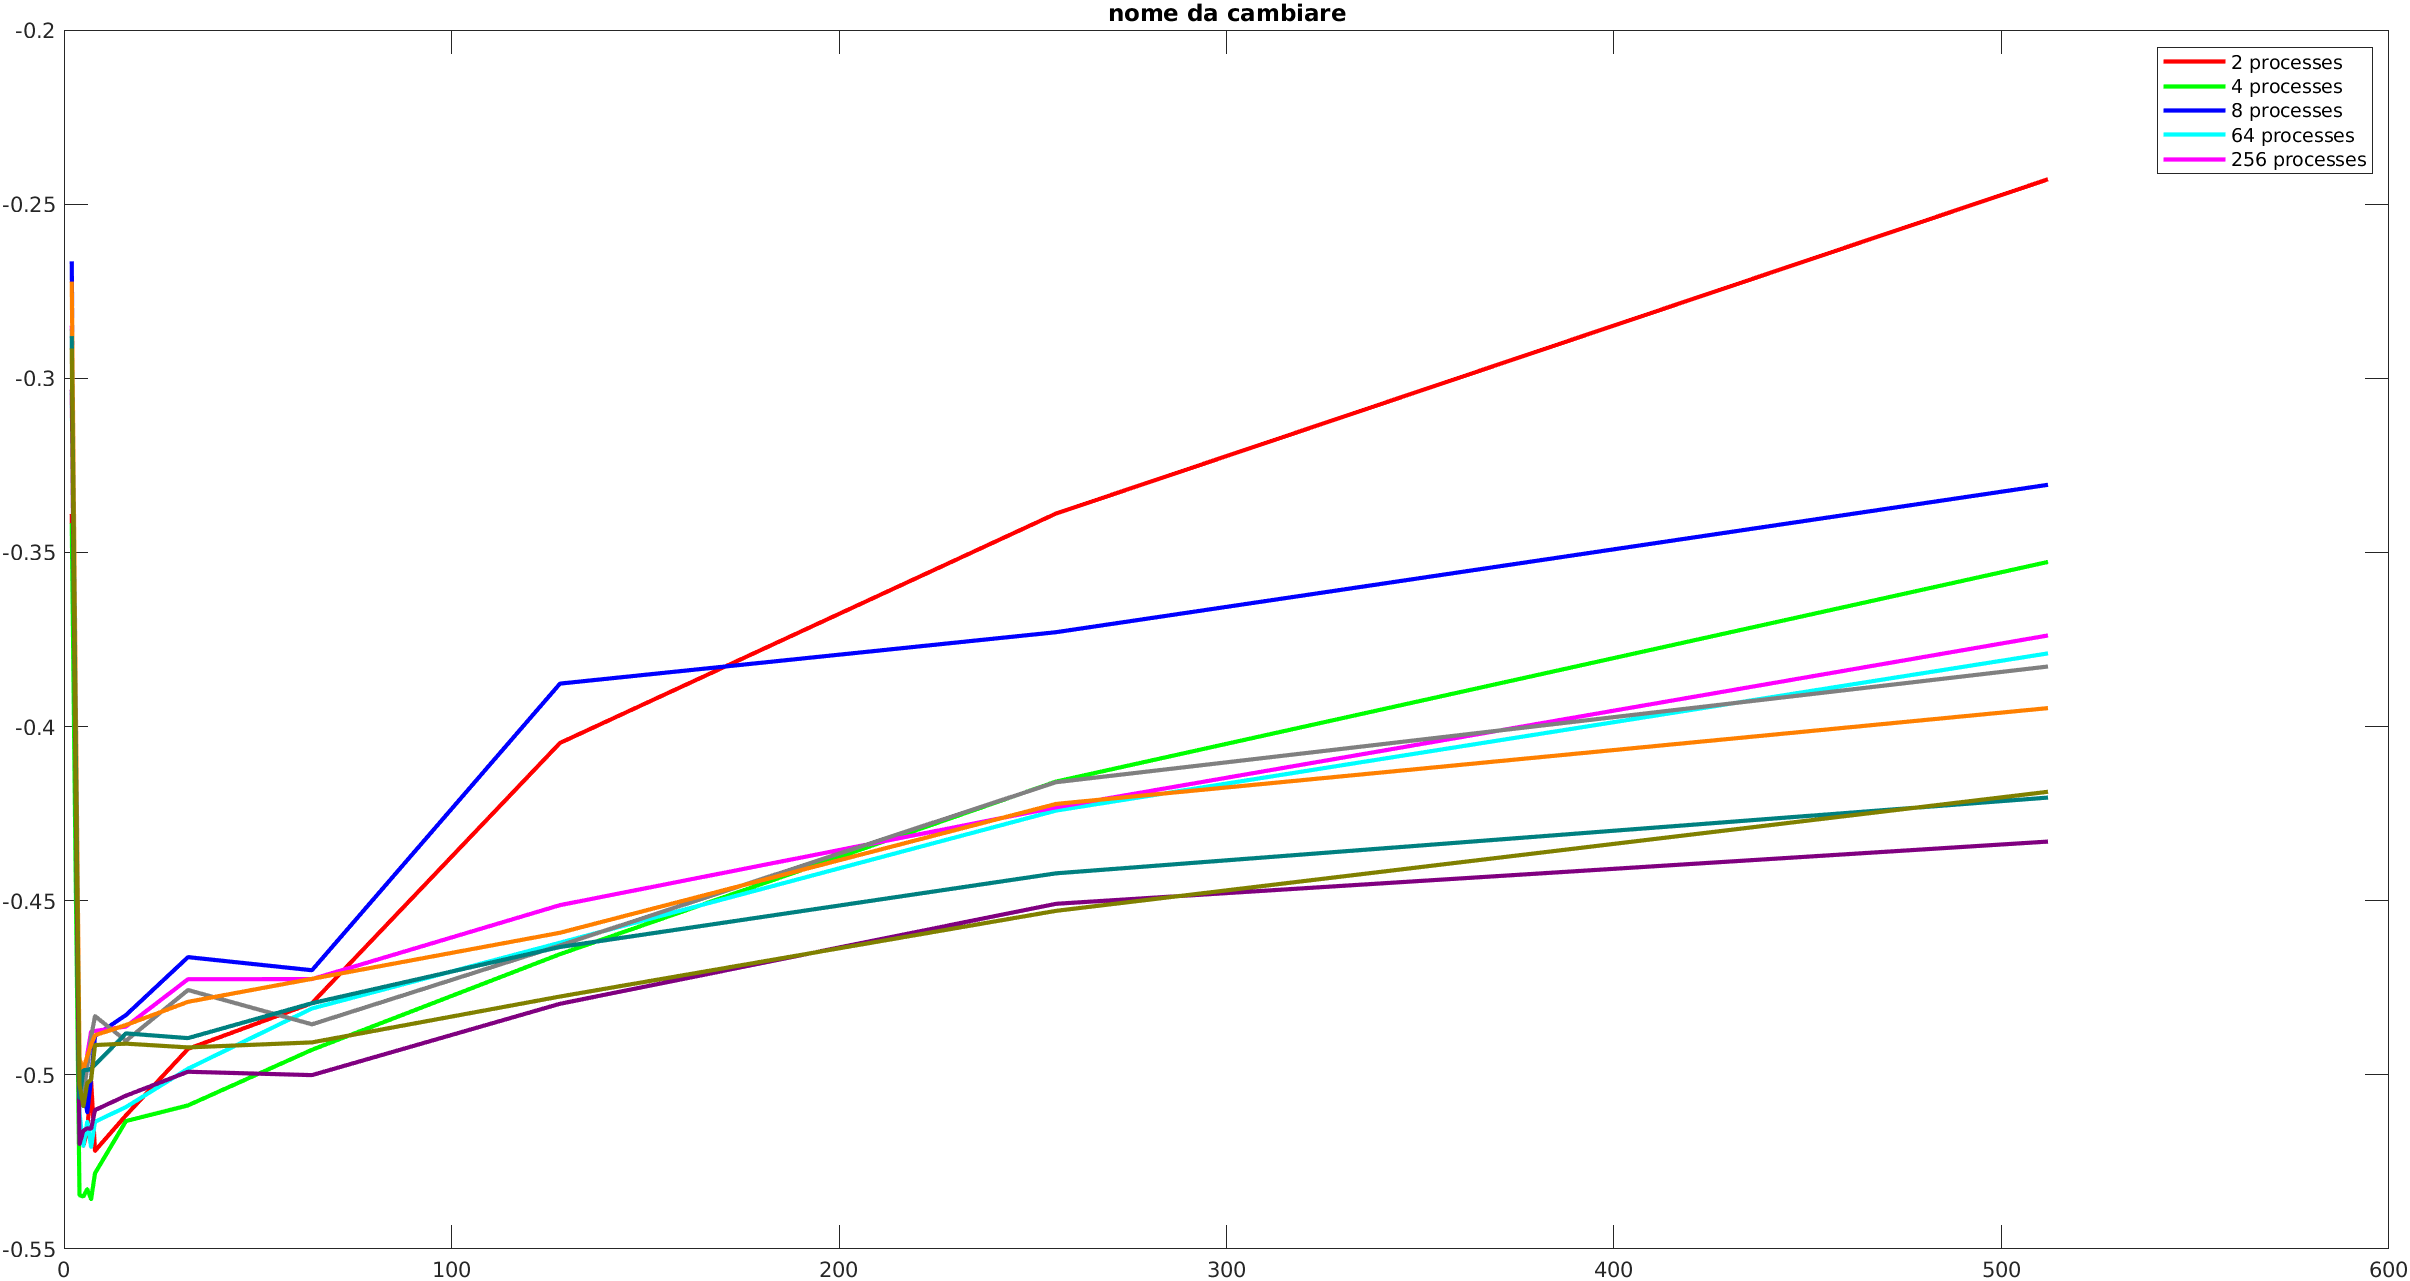 nome da cambiare
-0.2
-0.25
-0.3
-0.35
-0.4
-0.45
-0.5
-0.55
0 100 200 300 400 500 600
2 processes
4 processes
8 processes
64 processes
256 processes